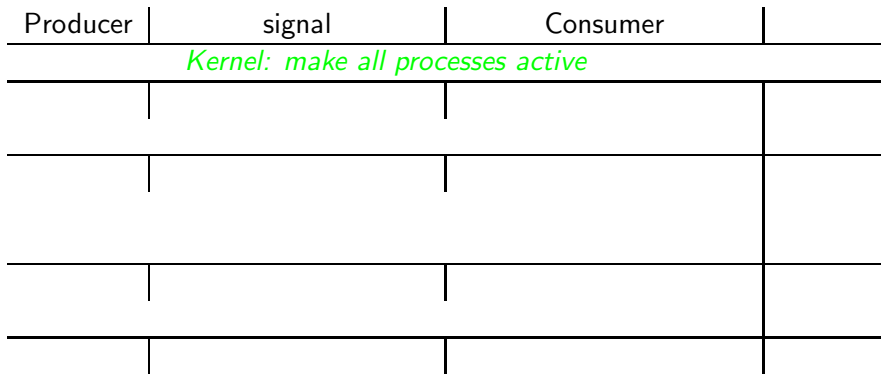 Producer signal Consumer
Kernel: make all processes active